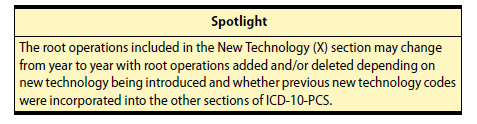 Spotlight
The root operations included in the New Technology (X) section may change
from year to year with root operations added and/or deleted depending on
new technology being introduced and whether previous new technology codes
were incorporated into the other sections of ICD-10-PCS.